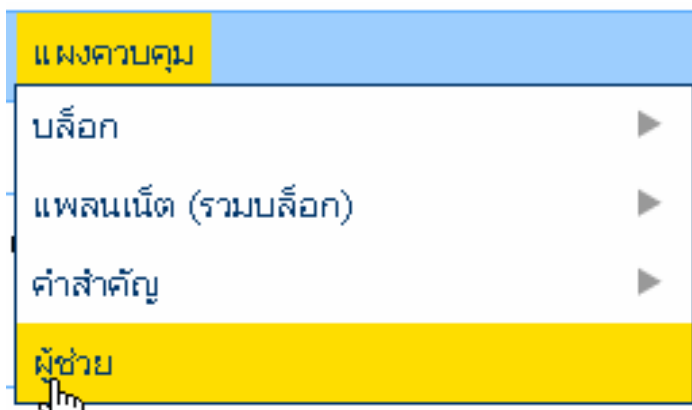 แผงควบคุม
บล็อก
แพลนเน็ต (รวมบล็อก)
คำสำคัญ
ผู้ช่วย